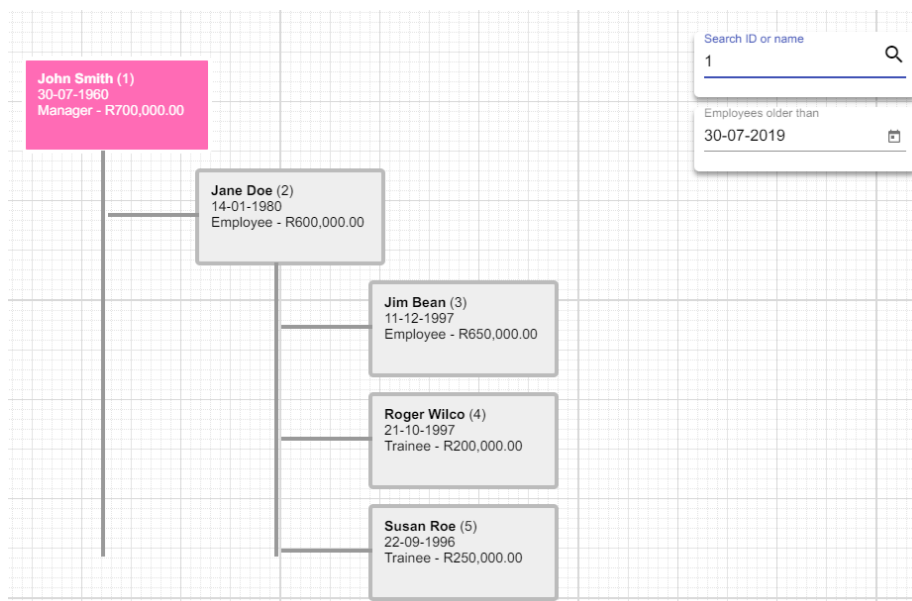 John Smith (1)
30-07-1960
Manager - R700,000.00
Search ID or name
1
Employees older than
30-07-2019
Jane Doe (2)
14-01-1980
Employee - R600,000.00
Jim Bean (3)
11-12-1997
Employee - R650,000.00
Roger Wilco (4)
21-10-1997
Trainee - R200,000.00
Susan Roe (5)
22-09-1996
Trainee - R250,000.00